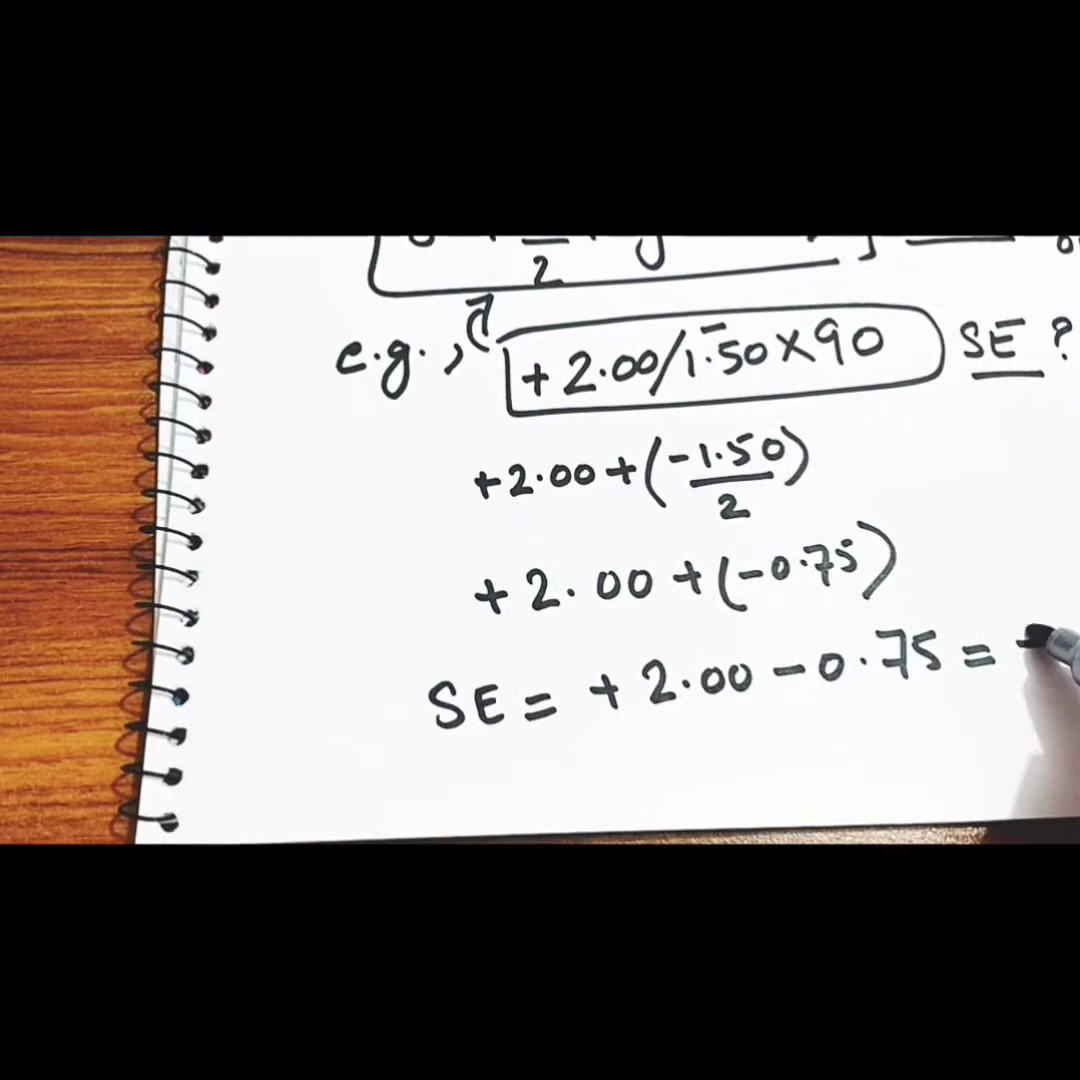 2
e.g., +2.00/1.50×90 SE ?
+2.00+(-1.50/2)
+2.00+(-0.75)
SE = +2.00-0.75 =